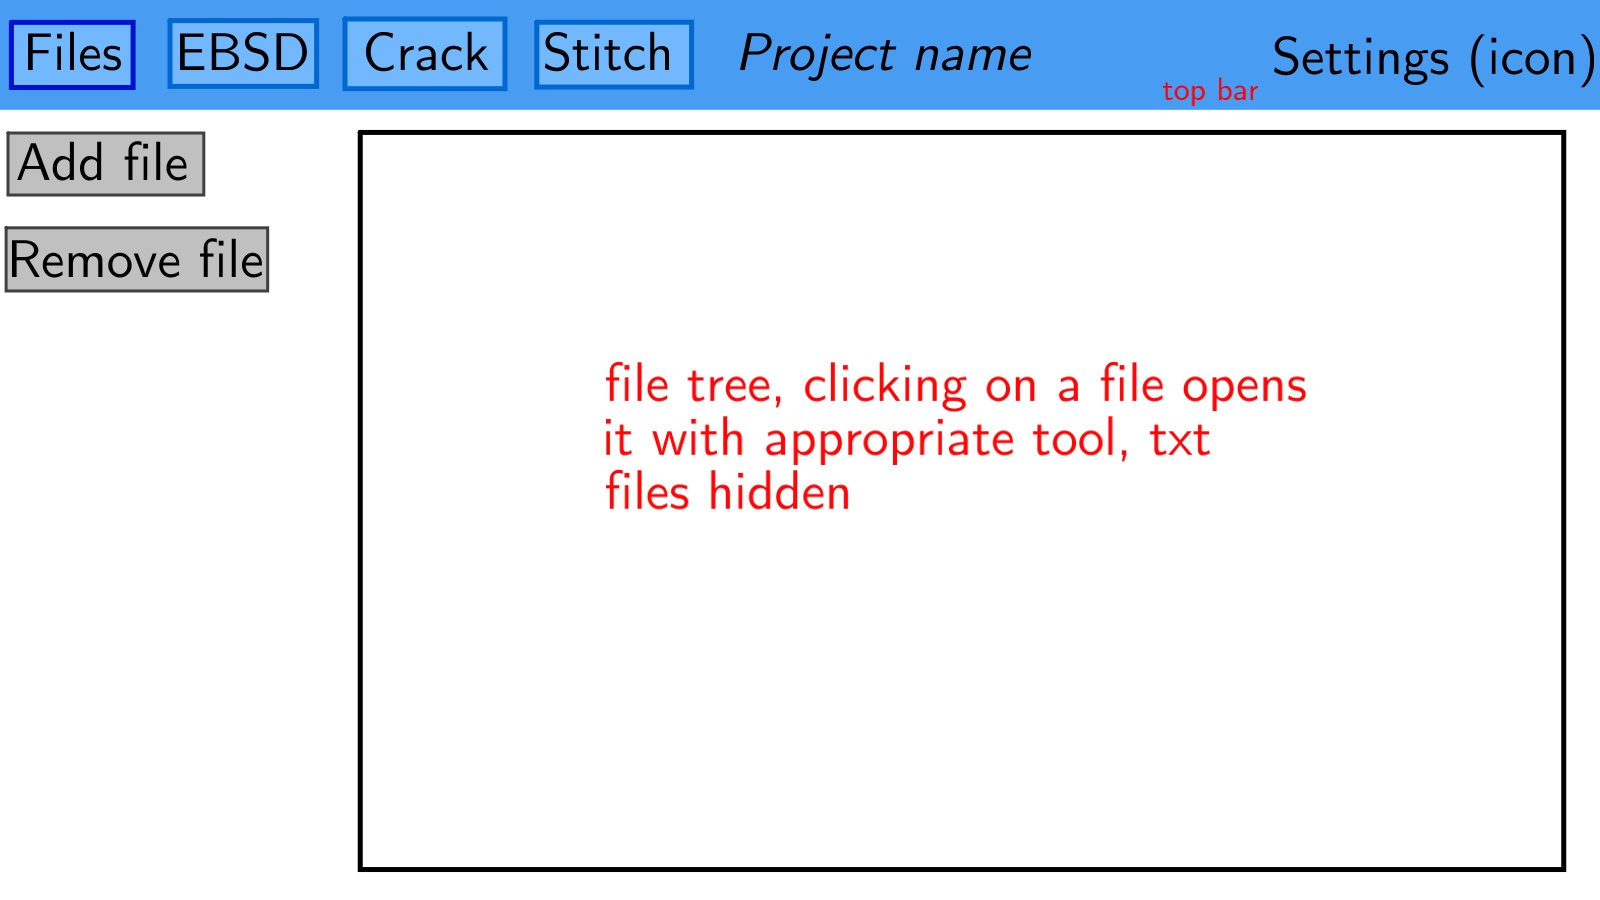 Files EBSD Crack Stitch Project name Settings (icon)
top bar
Add file
Remove file
file tree, clicking on a file opens
it with appropriate tool, txt
files hidden